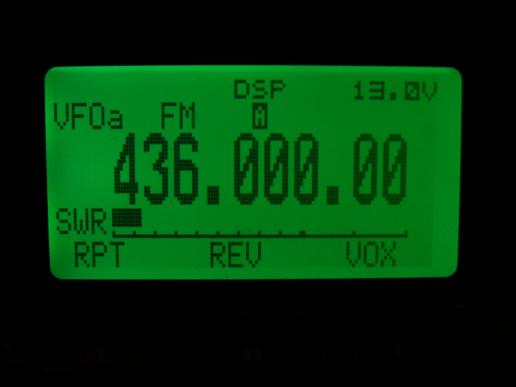 DSP 13.0V
VFOa FM A
436.000.00
SWR
RPT REV VOX